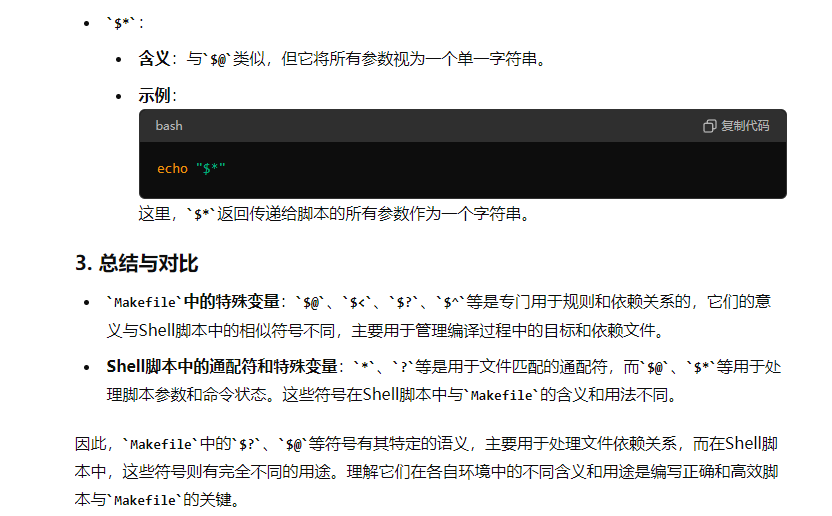 • `$*`：
• 含义：与`$@`类似，但它将所有参数视为一个单一字符串。
• 示例：
bash 复制代码
echo "$*"
这里，`$*`返回传递给脚本的所有参数作为一个字符串。
3. 总结与对比
• `Makefile`中的特殊变量：`$@`、`$<`、`$?`、`$^`等是专门用于规则和依赖关系的，它们的意
义与Shell脚本中的相似符号不同，主要用于管理编译过程中的目标和依赖文件。
• Shell脚本中的通配符和特殊变量：`*`、`?`等是用于文件匹配的通配符，而`$@`、`$*`等用于处
理脚本参数和命令状态。这些符号在Shell脚本中与`Makefile`的含义和用法不同。
因此，`Makefile`中的`$?`、`$@`等符号有其特定的语义，主要用于处理文件依赖关系，而在Shell脚
本中，这些符号则有完全不同的用途。理解它们在各自环境中的不同含义和用途是编写正确和高效脚
本与`Makefile`的关键。